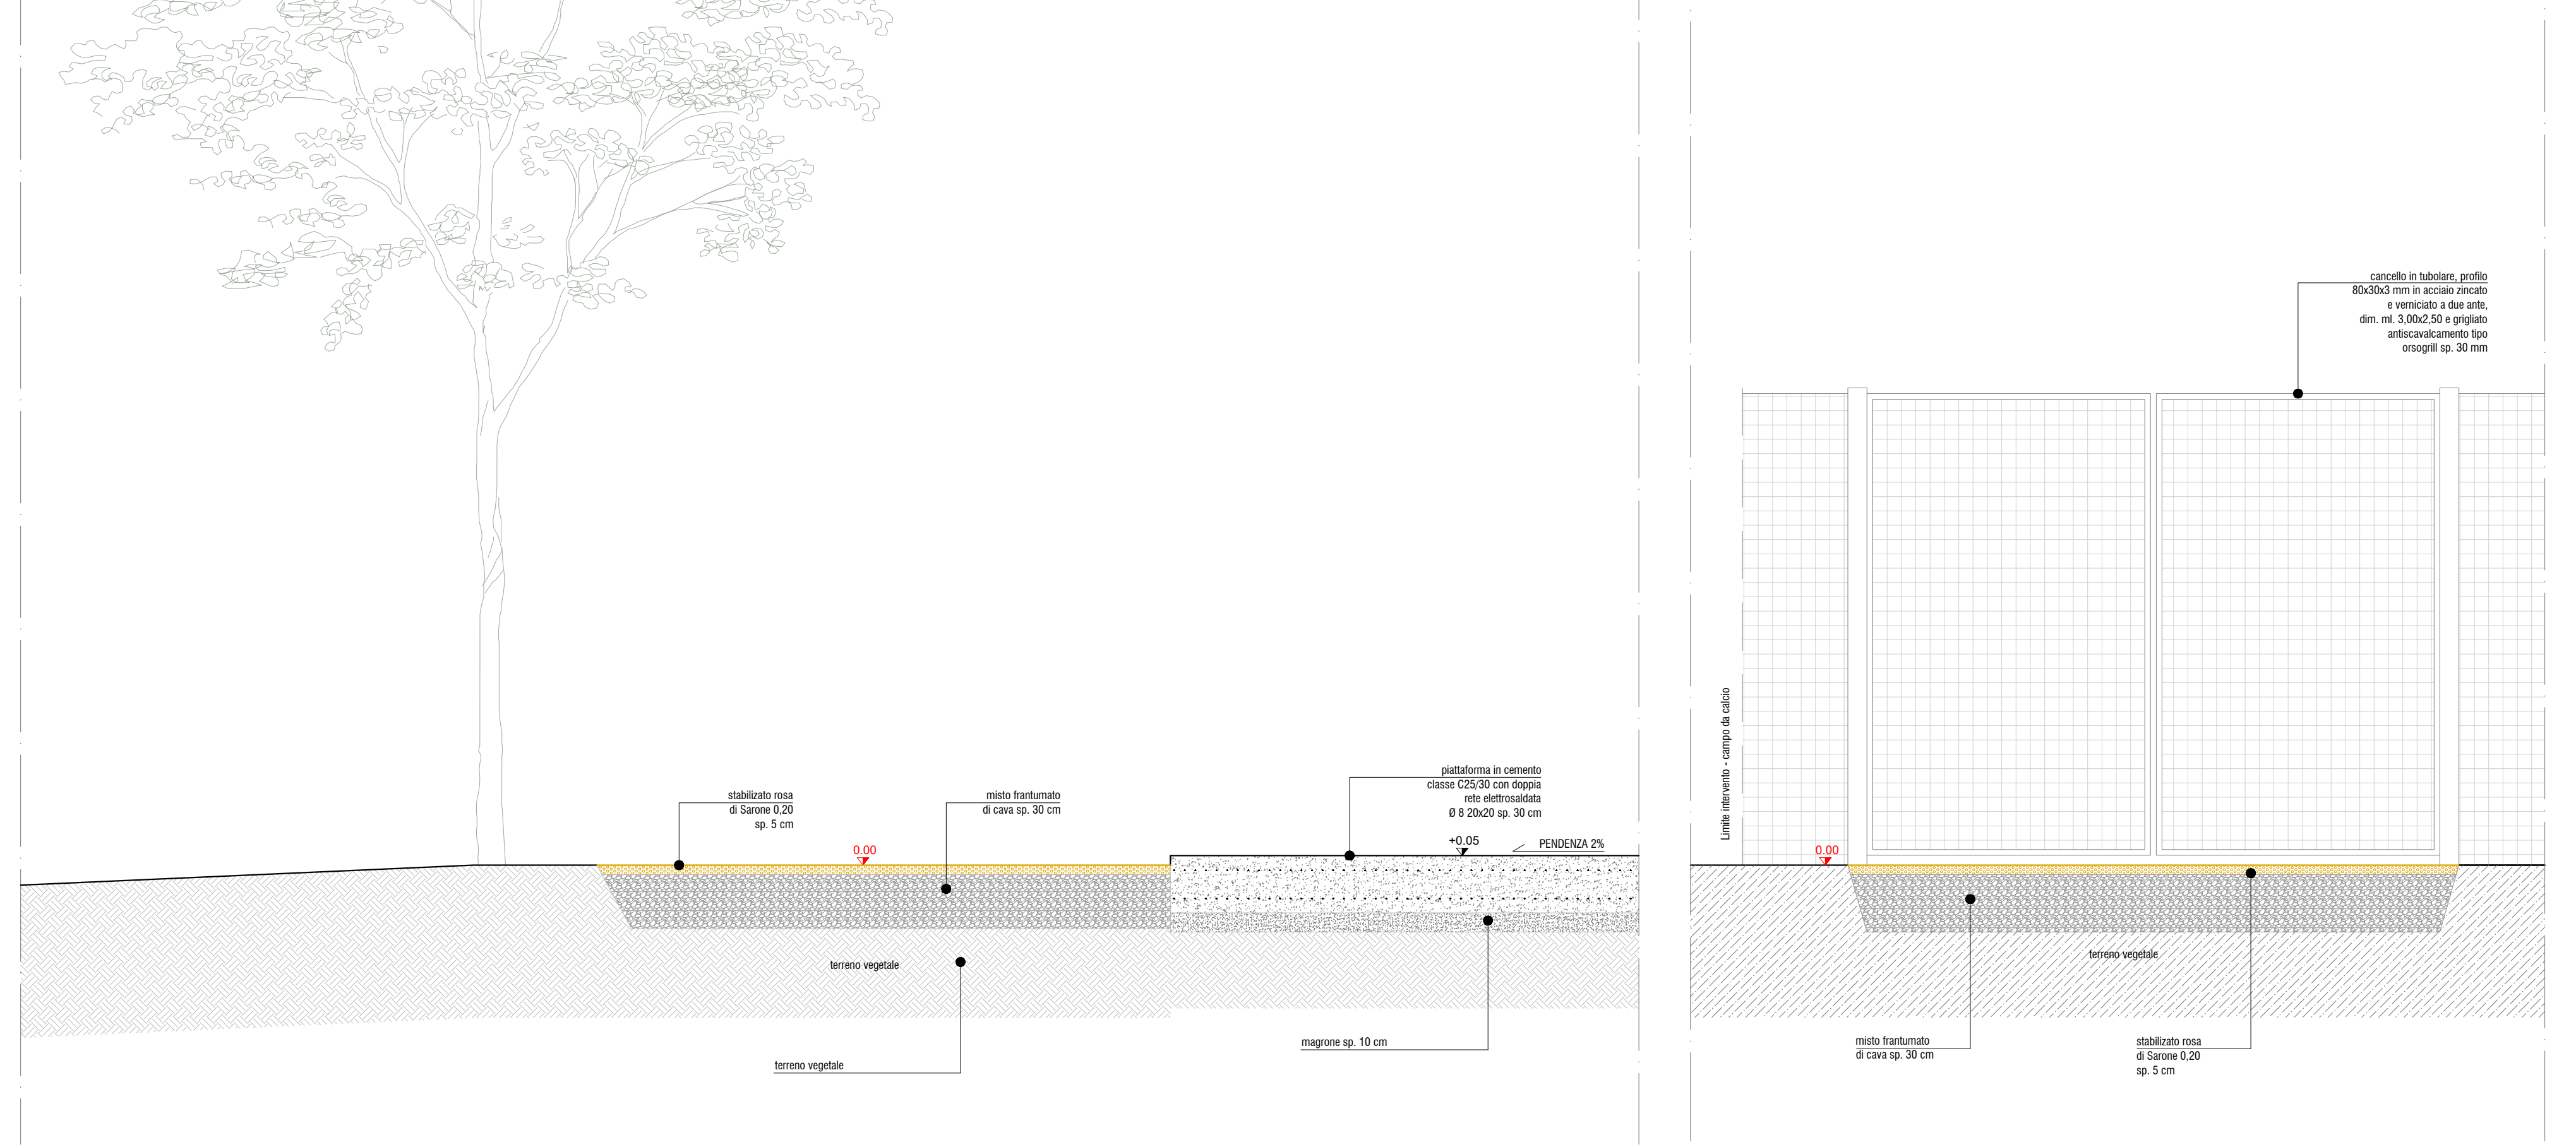 cancello in tubolare, profilo
80x30x3 mm in acciaio zincato
e verniciato a due ante,
dim. ml. 3,00x2,50 e grigliato
antiscavalcamento tipo
orsogrill sp. 30 mm
Limite intervento - campo da calcio
stabilizato rosa
di Sarone 0,20
sp. 5 cm
misto frantumato
di cava sp. 30 cm
piattaforma in cemento
classe C25/30 con doppia
rete elettrosaldata
Ø 8 20x20 sp. 30 cm
0.00
+0.05
PENDENZA 2%
0.00
terreno vegetale
terreno vegetale
magrone sp. 10 cm
terreno vegetale
misto frantumato
di cava sp. 30 cm
stabilizato rosa
di Sarone 0,20
sp. 5 cm